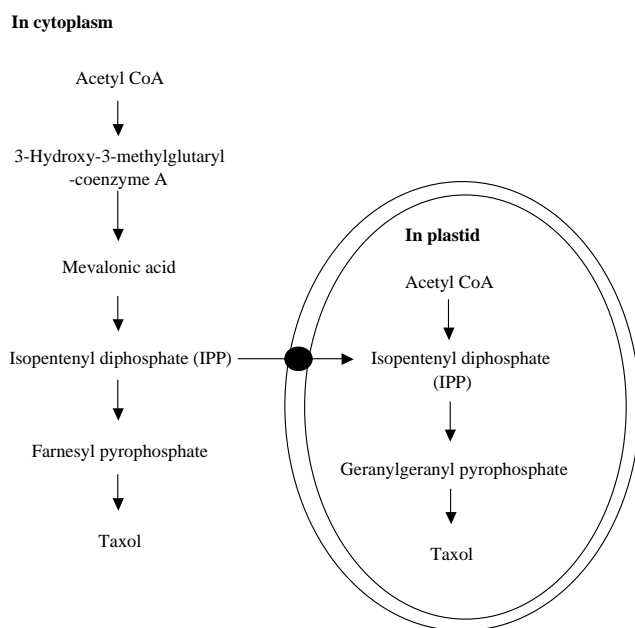 In cytoplasm
Acetyl CoA
3-Hydroxy-3-methylglutaryl
-coenzyme A
Mevalonic acid
Isopentenyl diphosphate (IPP)
Farnesyl pyrophosphate
Taxol
In plastid
Acetyl CoA
Isopentenyl diphosphate
(IPP)
Geranylgeranyl pyrophosphate
Taxol